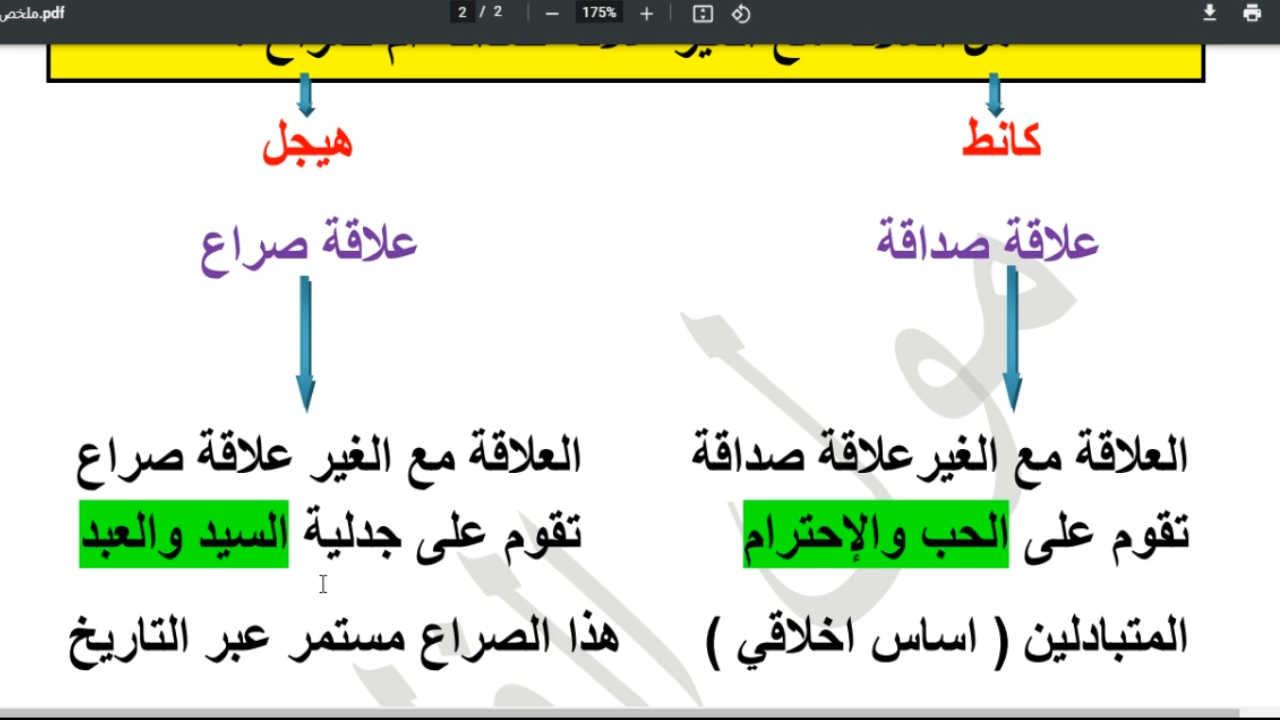 ملخص.pdf
2 / 2
175%
كانط
علاقة صداقة
العلاقة مع الغيرعلاقة صداقة
تقوم على الحب والإحترام
المتبادلين ( اساس اخلاقي )
هيجل
علاقة صراع
العلاقة مع الغير علاقة صراع
تقوم على جدلية السيد والعبد
هذا الصراع مستمر عبر التاريخ